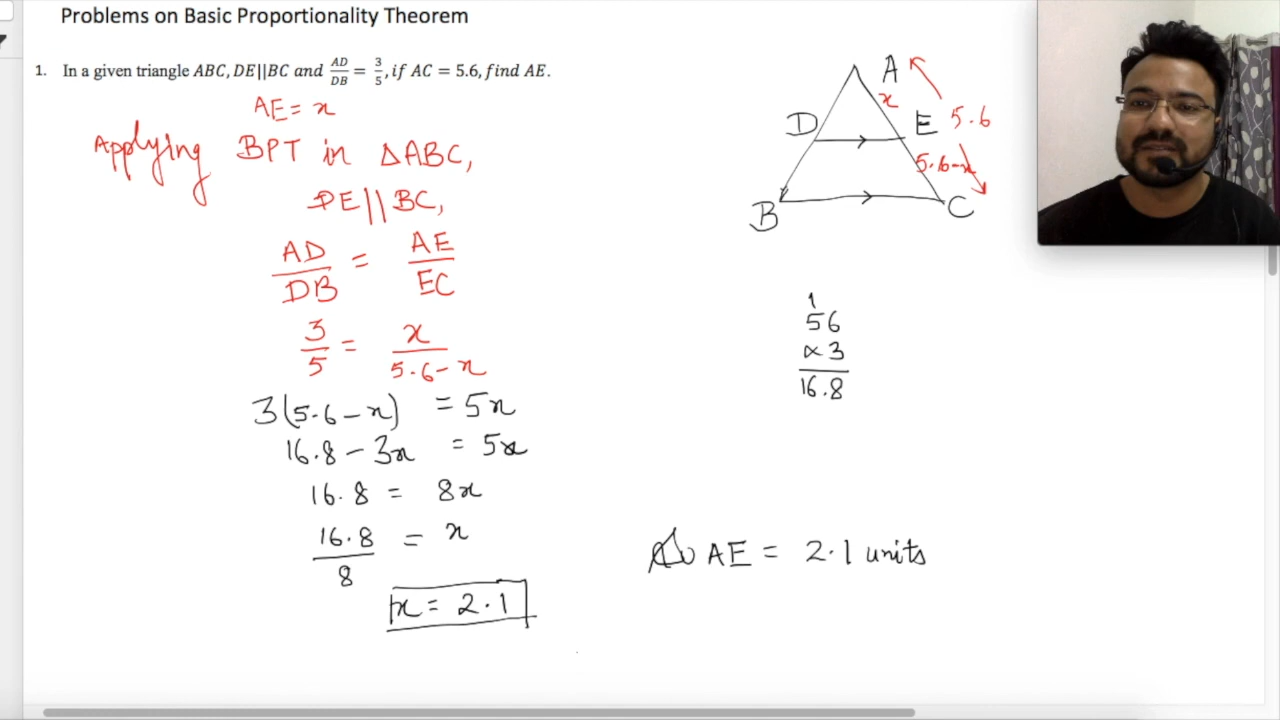 Problems on Basic Proportionality Theorem
1. In a given triangle ABC, DE||BC and AD/DB = 3/5, if AC = 5.6, find AE.
AE = x
Applying BPT in ΔABC,
DE||BC,
AD/DB = AE/EC
3/5 = x/5.6-x
3(5.6-x) = 5x
16.8-3x = 5x
16.8 = 8x
16.8/8 = x
x = 2.1
A
x
D
E
5.6
5.6-x
B
C
1
56
×3
16.8
AE = 2.1 units